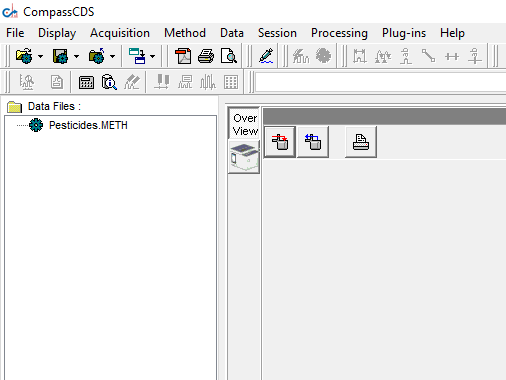 CompassCDS
File Display Acquisition Method Data Session Processing Plug-ins Help
Data Files :
Pesticides.METH
Over
View